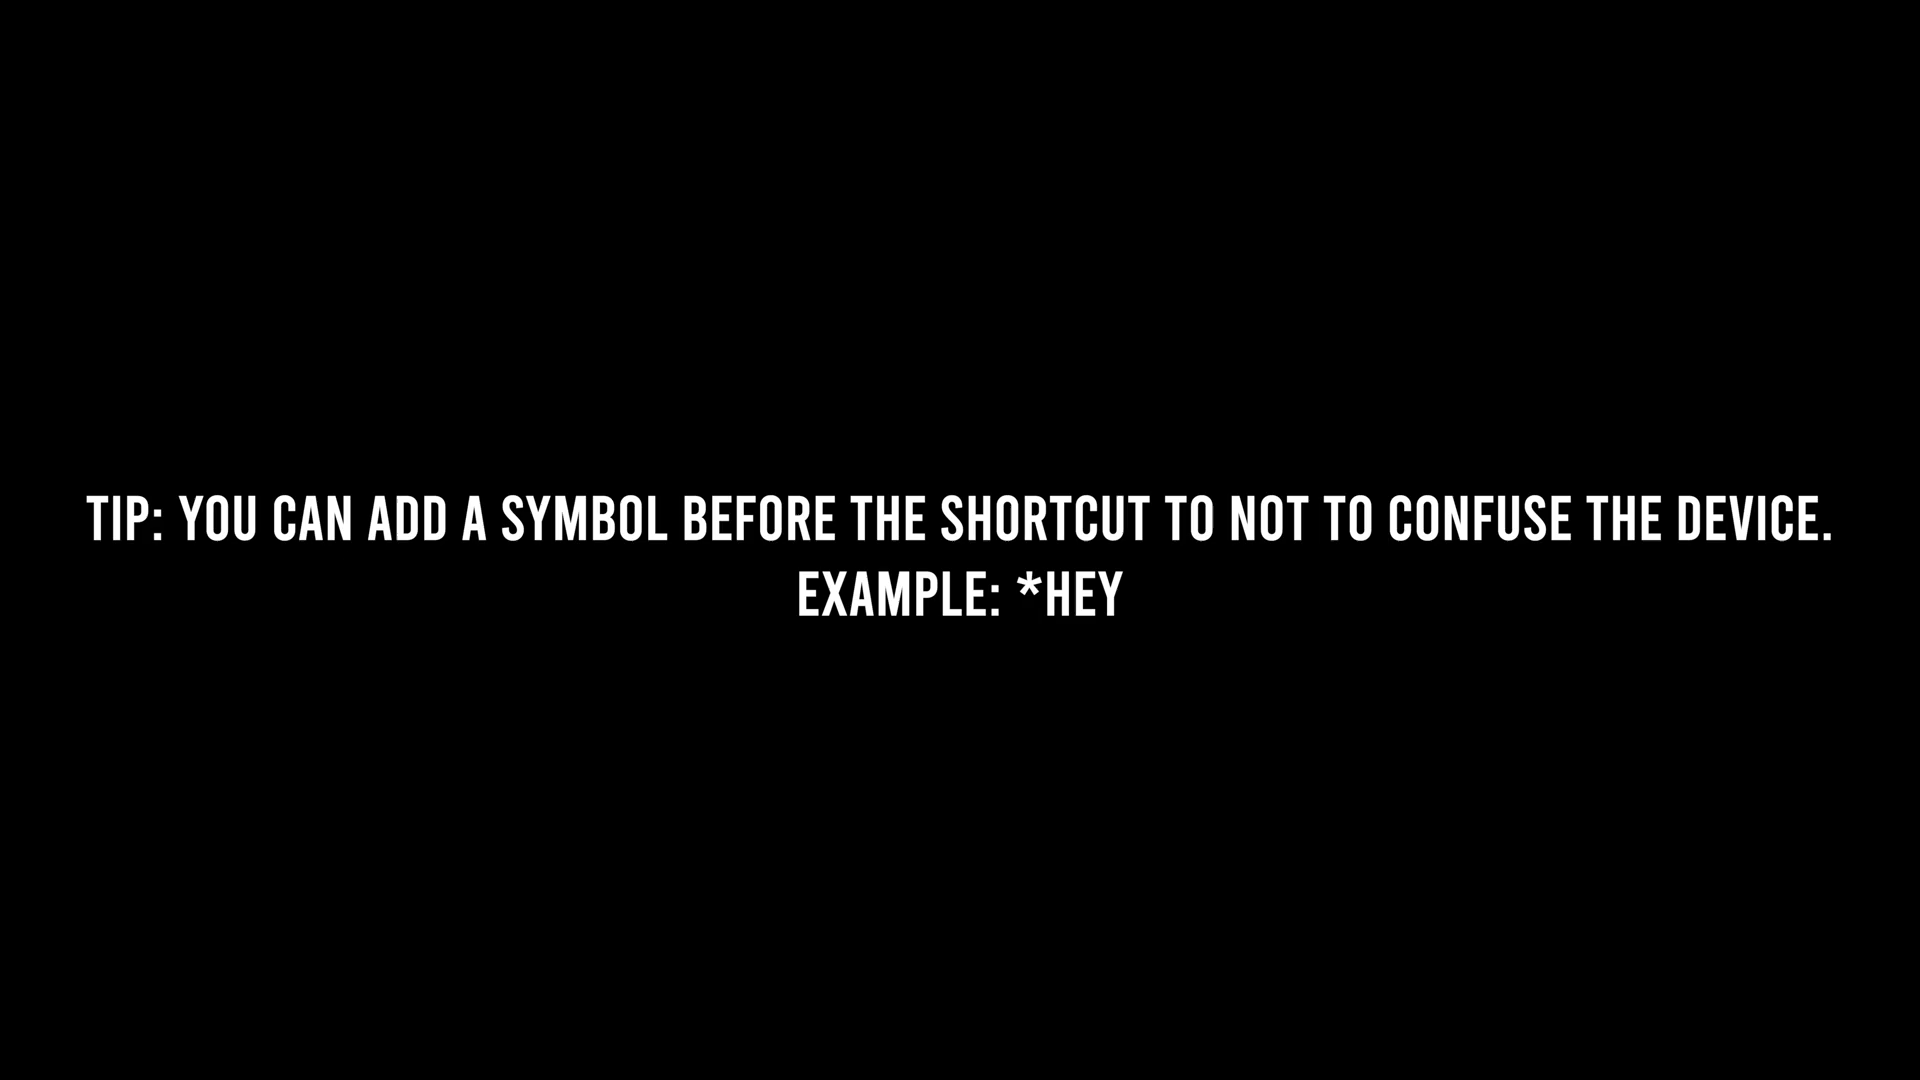 TIP: YOU CAN ADD A SYMBOL BEFORE THE SHORTCUT TO NOT TO CONFUSE THE DEVICE.
EXAMPLE: *HEY